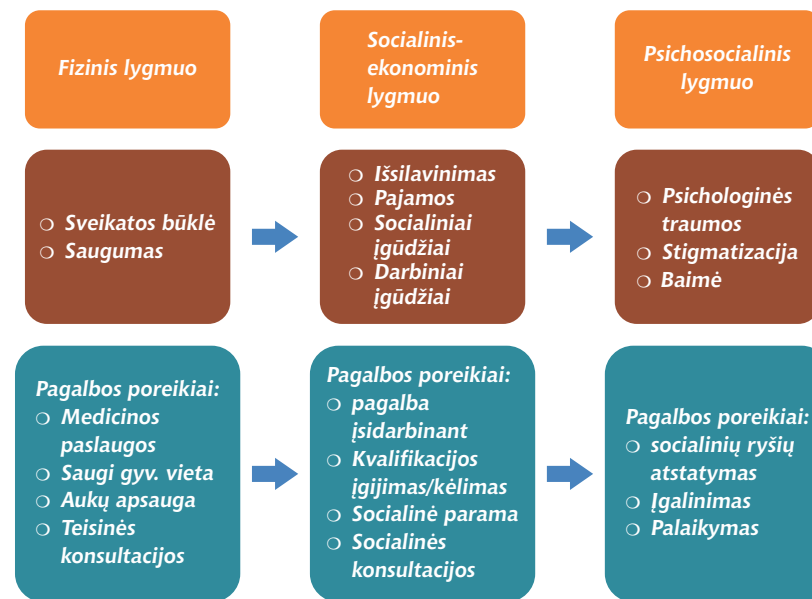 Fizinis lygmuo
Socialinis-
ekonominis
lygmuo
Psichosocialinis
lygmuo
❍ Sveikatos būklė
❍ Saugumas
❍ Išsilavinimas
❍ Pajamos
❍ Socialiniai
įgūdžiai
❍ Darbiniai
įgūdžiai
❍ Psichologinės
traumos
❍ Stigmatizacija
❍ Baimė
Pagalbos poreikiai:
❍ Medicinos
paslaugos
❍ Saugi gyv. vieta
❍ Aukų apsauga
❍ Teisinės
konsultacijos
Pagalbos poreikiai:
❍ pagalba
įsidarbinant
❍ Kvalifikacijos
įgijimas/kėlimas
❍ Socialinė parama
❍ Socialinės
konsultacijos
Pagalbos poreikiai:
❍ socialinių ryšių
atstatymas
❍ Įgalinimas
❍ Palaikymas